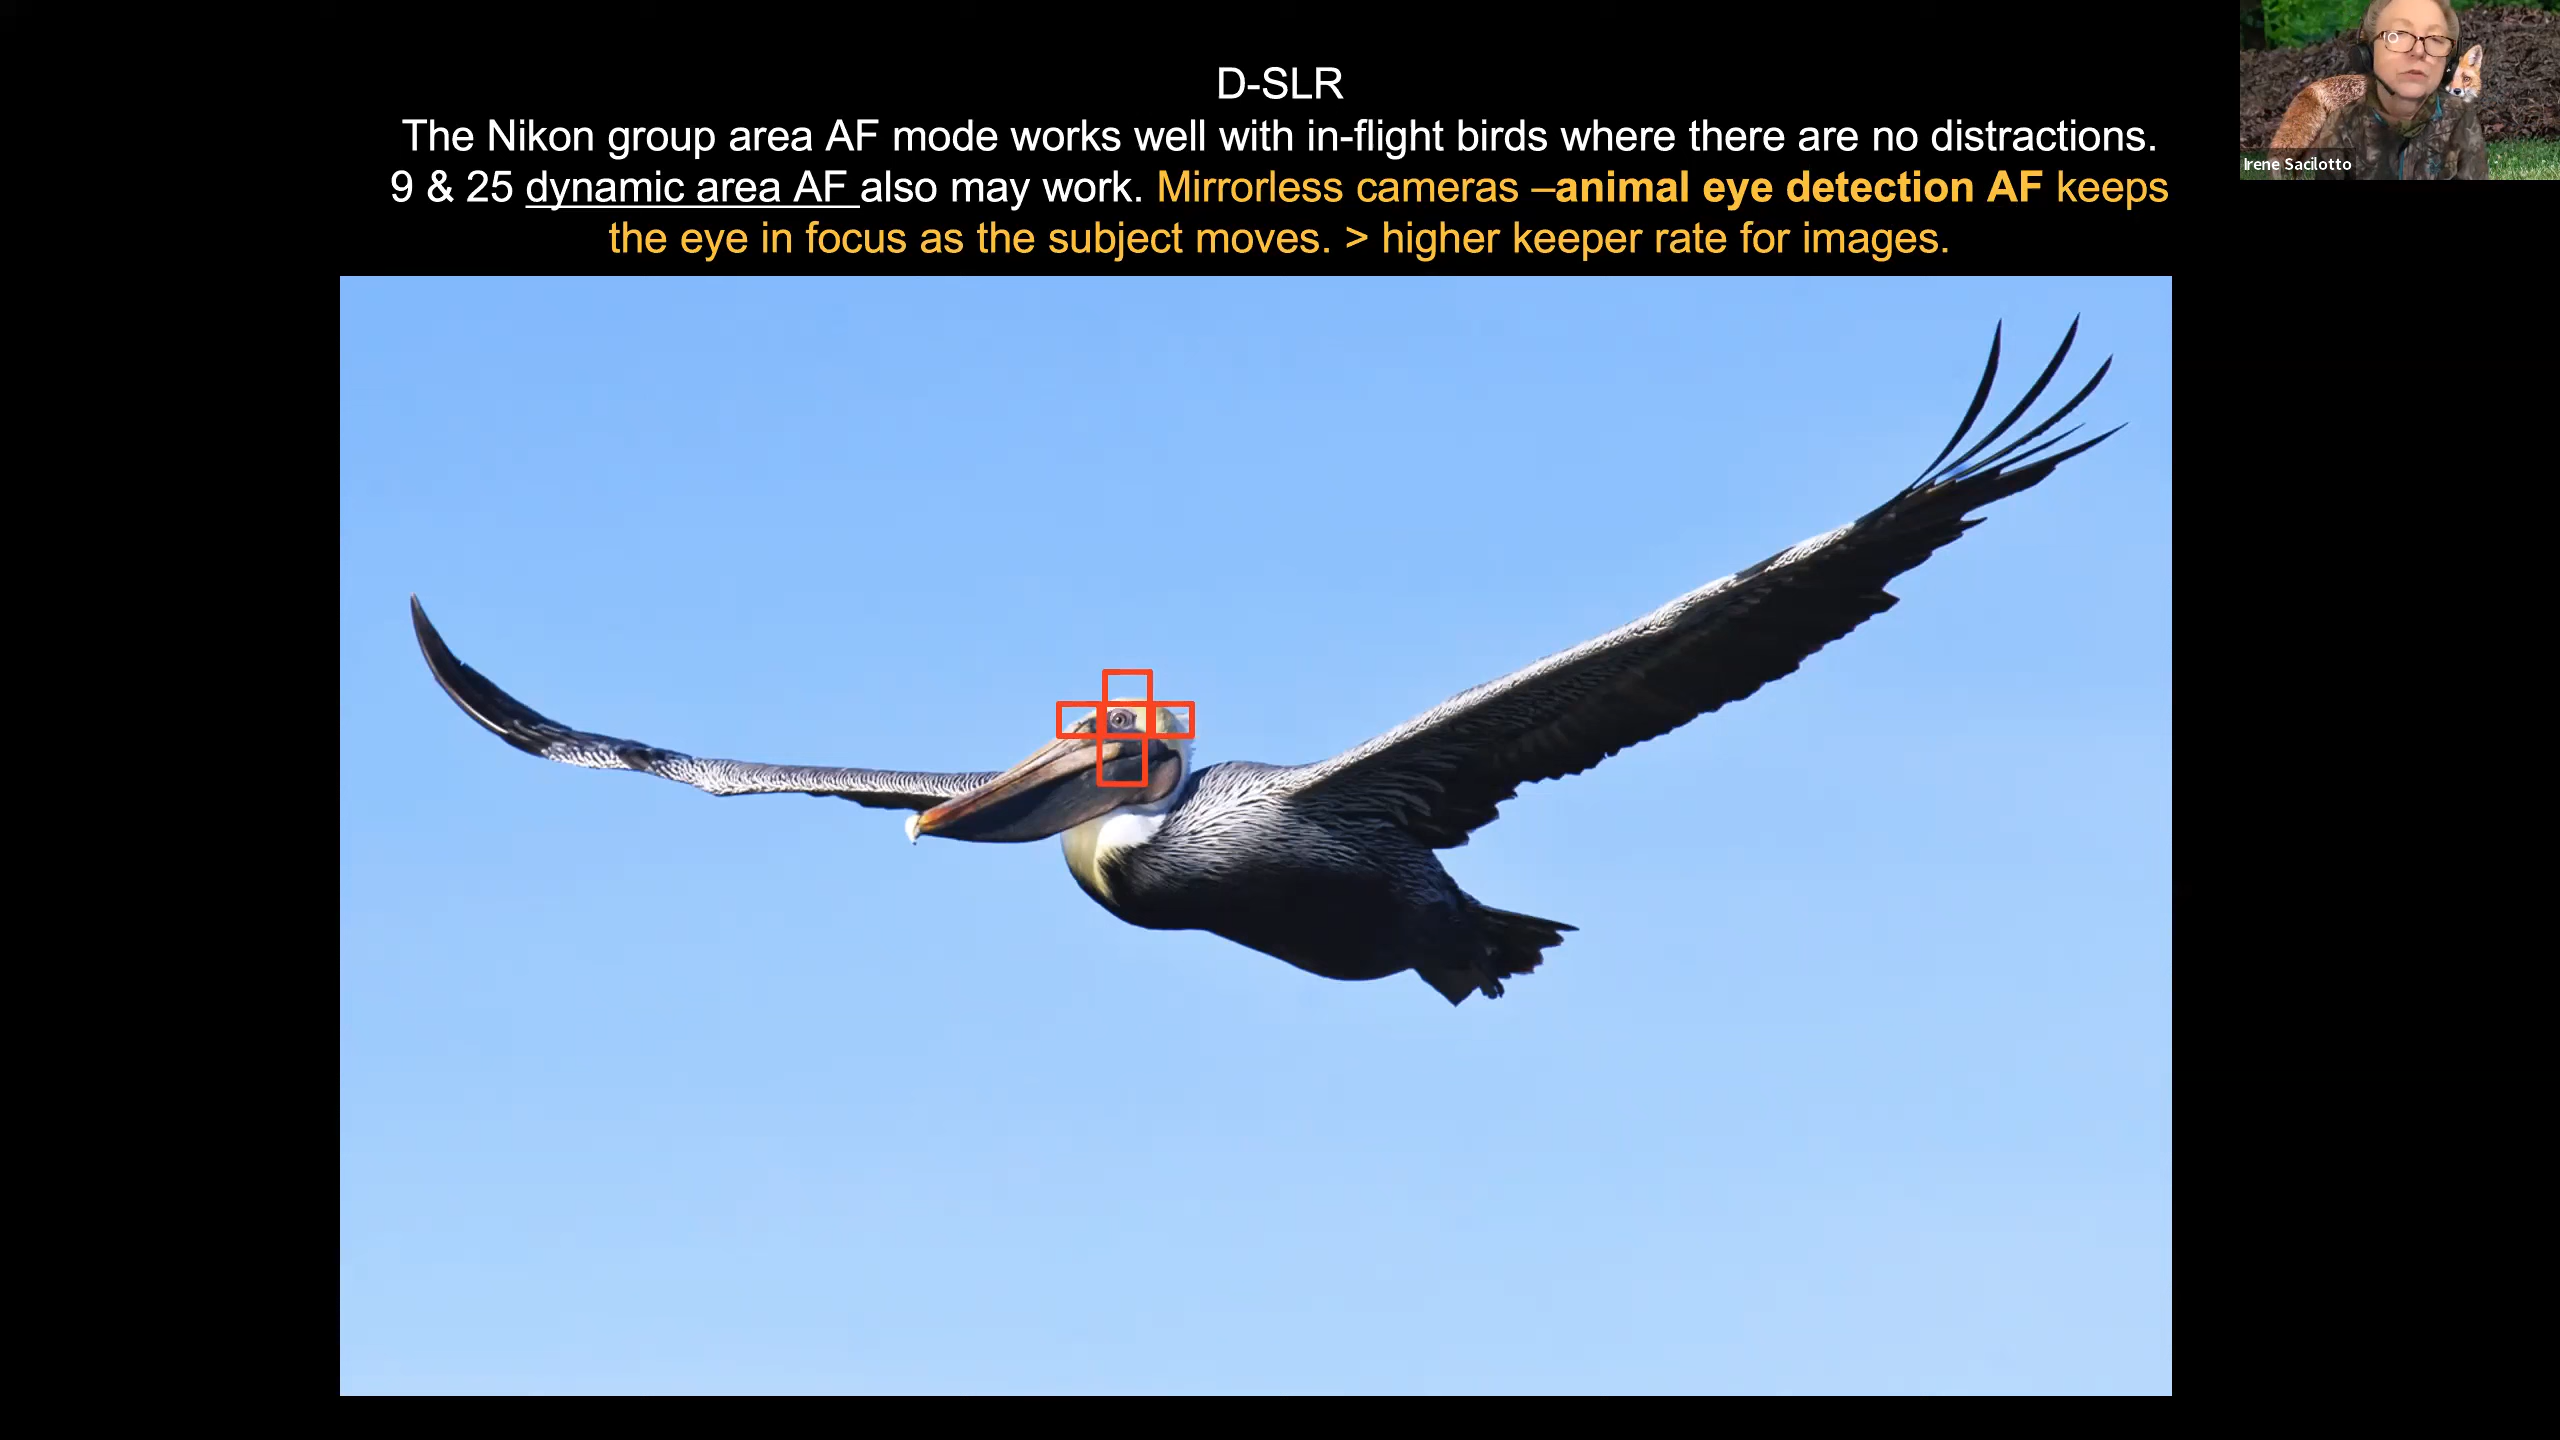 D-SLR
The Nikon group area AF mode works well with in-flight birds where there are no distractions.
9 & 25 dynamic area AF also may work. Mirrorless cameras –animal eye detection AF keeps
the eye in focus as the subject moves. > higher keeper rate for images.
Irene Sacilotto